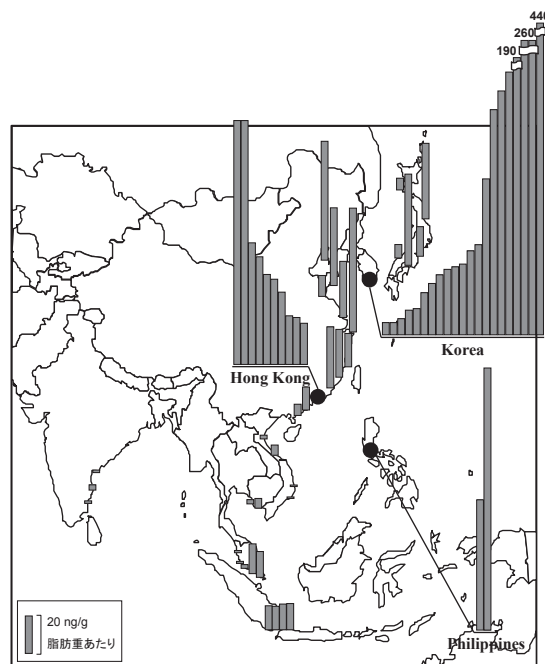 440
260
190
Korea
Hong Kong
Philippines
20 ng/g
脂肪重あたり